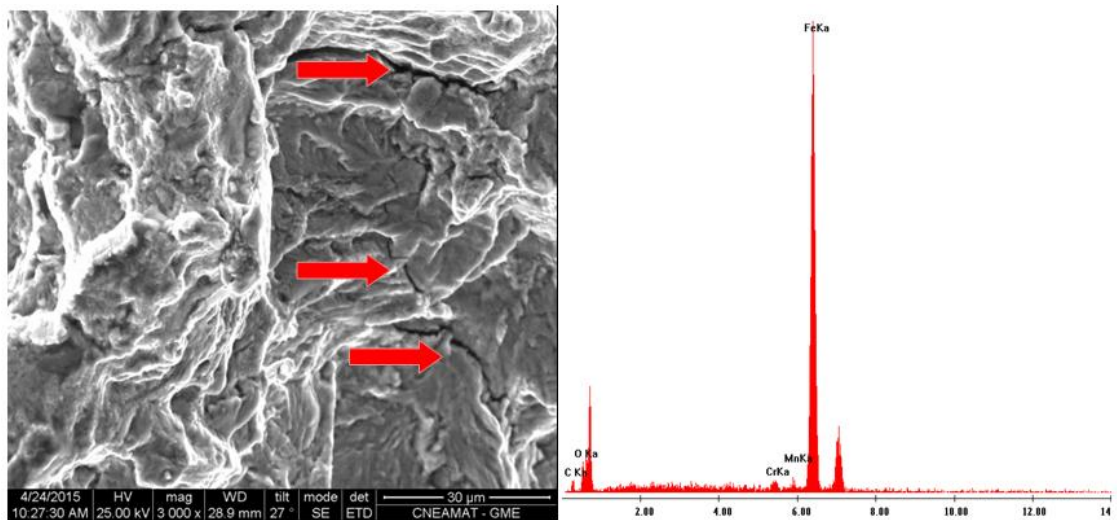 4/24/2015 HV mag WD tilt mode det 30 µm
10:27:30 AM 25.00 kV 3 000 x 28.9 mm 27 ° SE ETD CNEAMAT - GME
FeKa
O Ka
C K
CrKa
MnKa
2.00 4.00 6.00 8.00 10.00 12.00 14